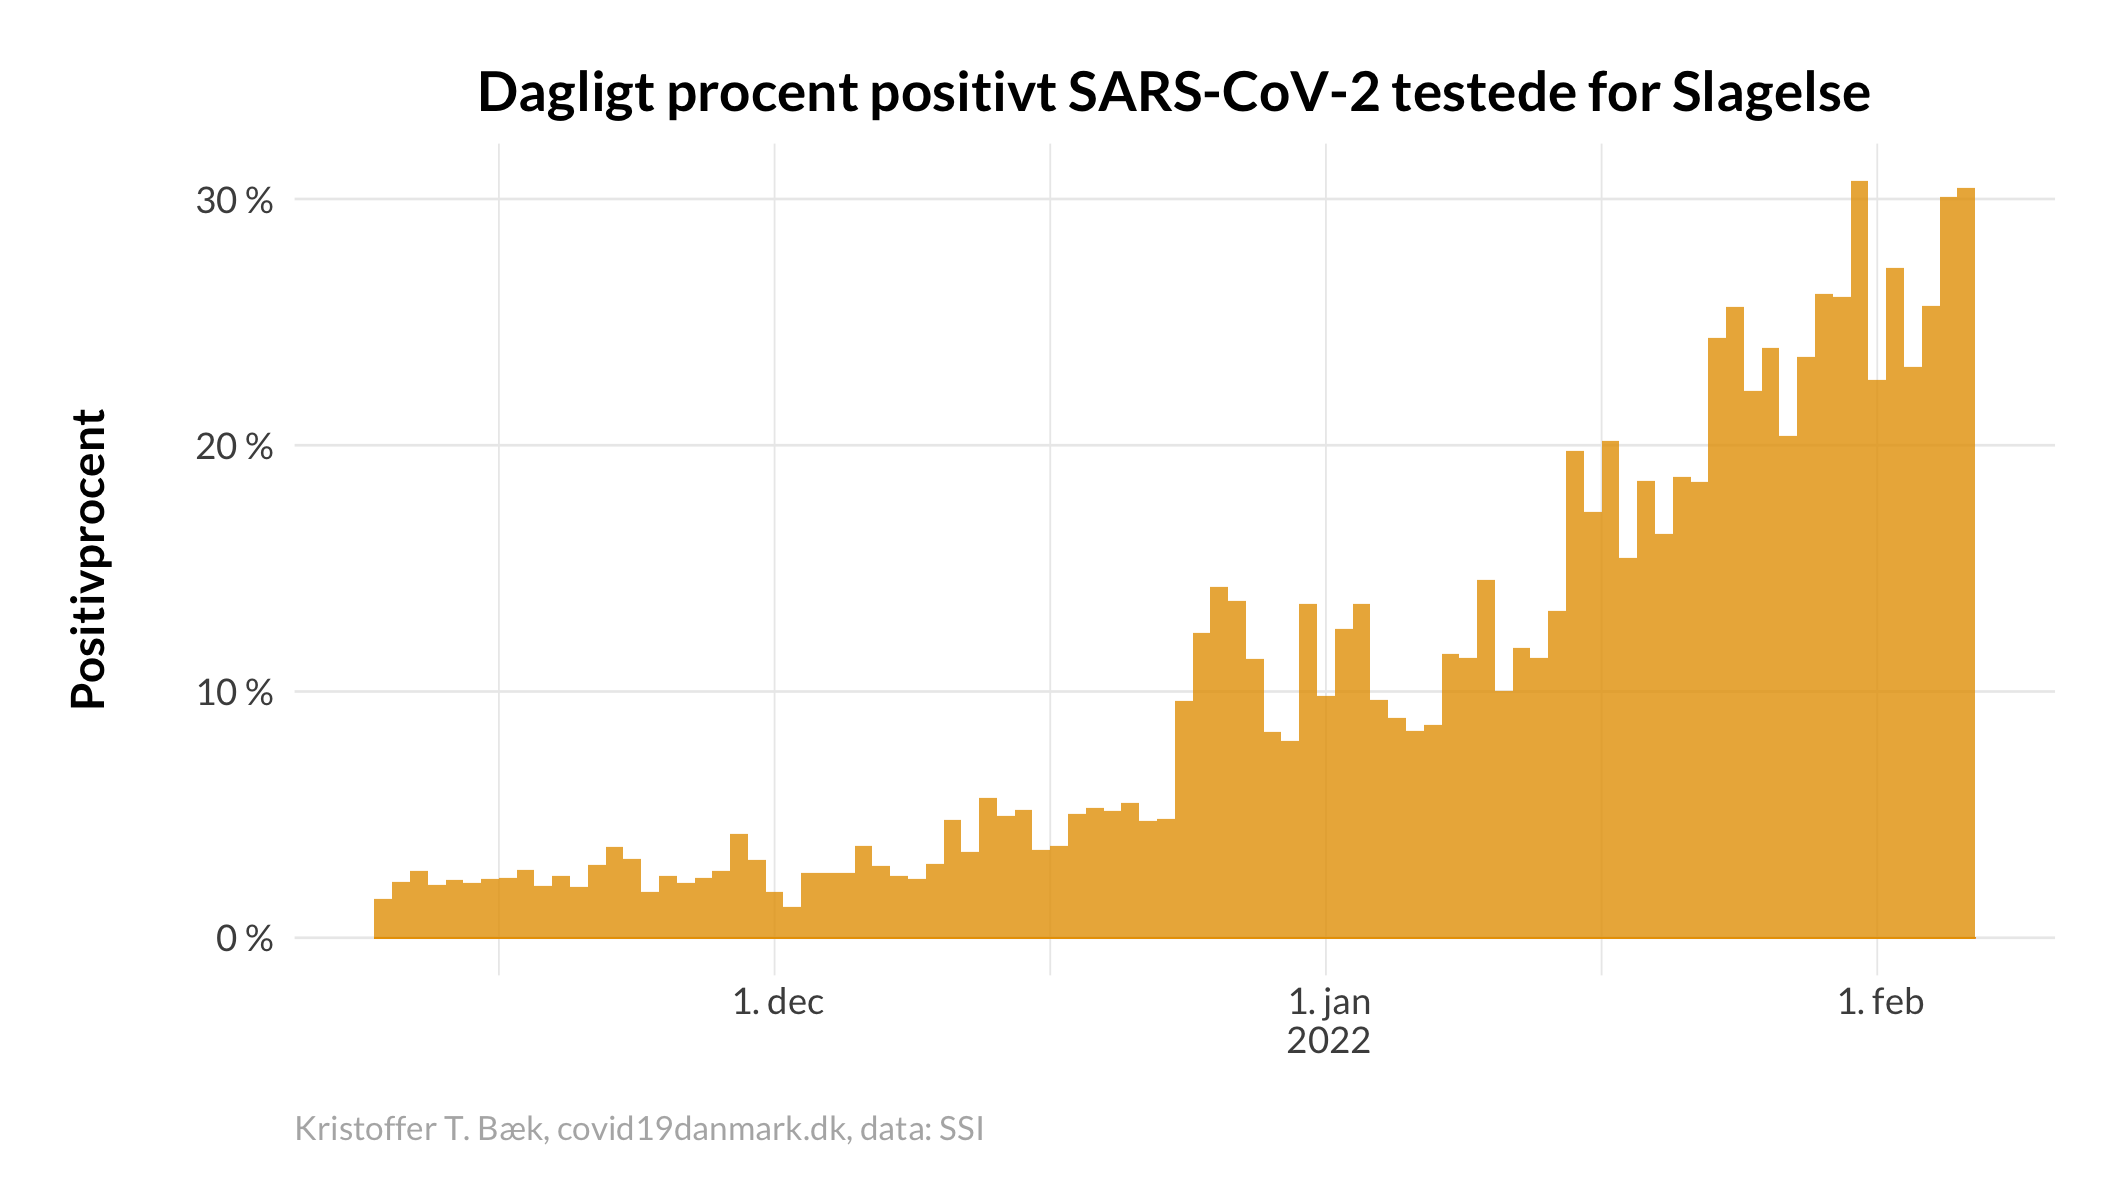 Dagligt procent positivt SARS-CoV-2 testede for Slagelse
Positivprocent
30 %
20 %
10 %
0 %
1. dec
1. jan
2022
1. feb
Kristoffer T. Bæk, covid19danmark.dk, data: SSI